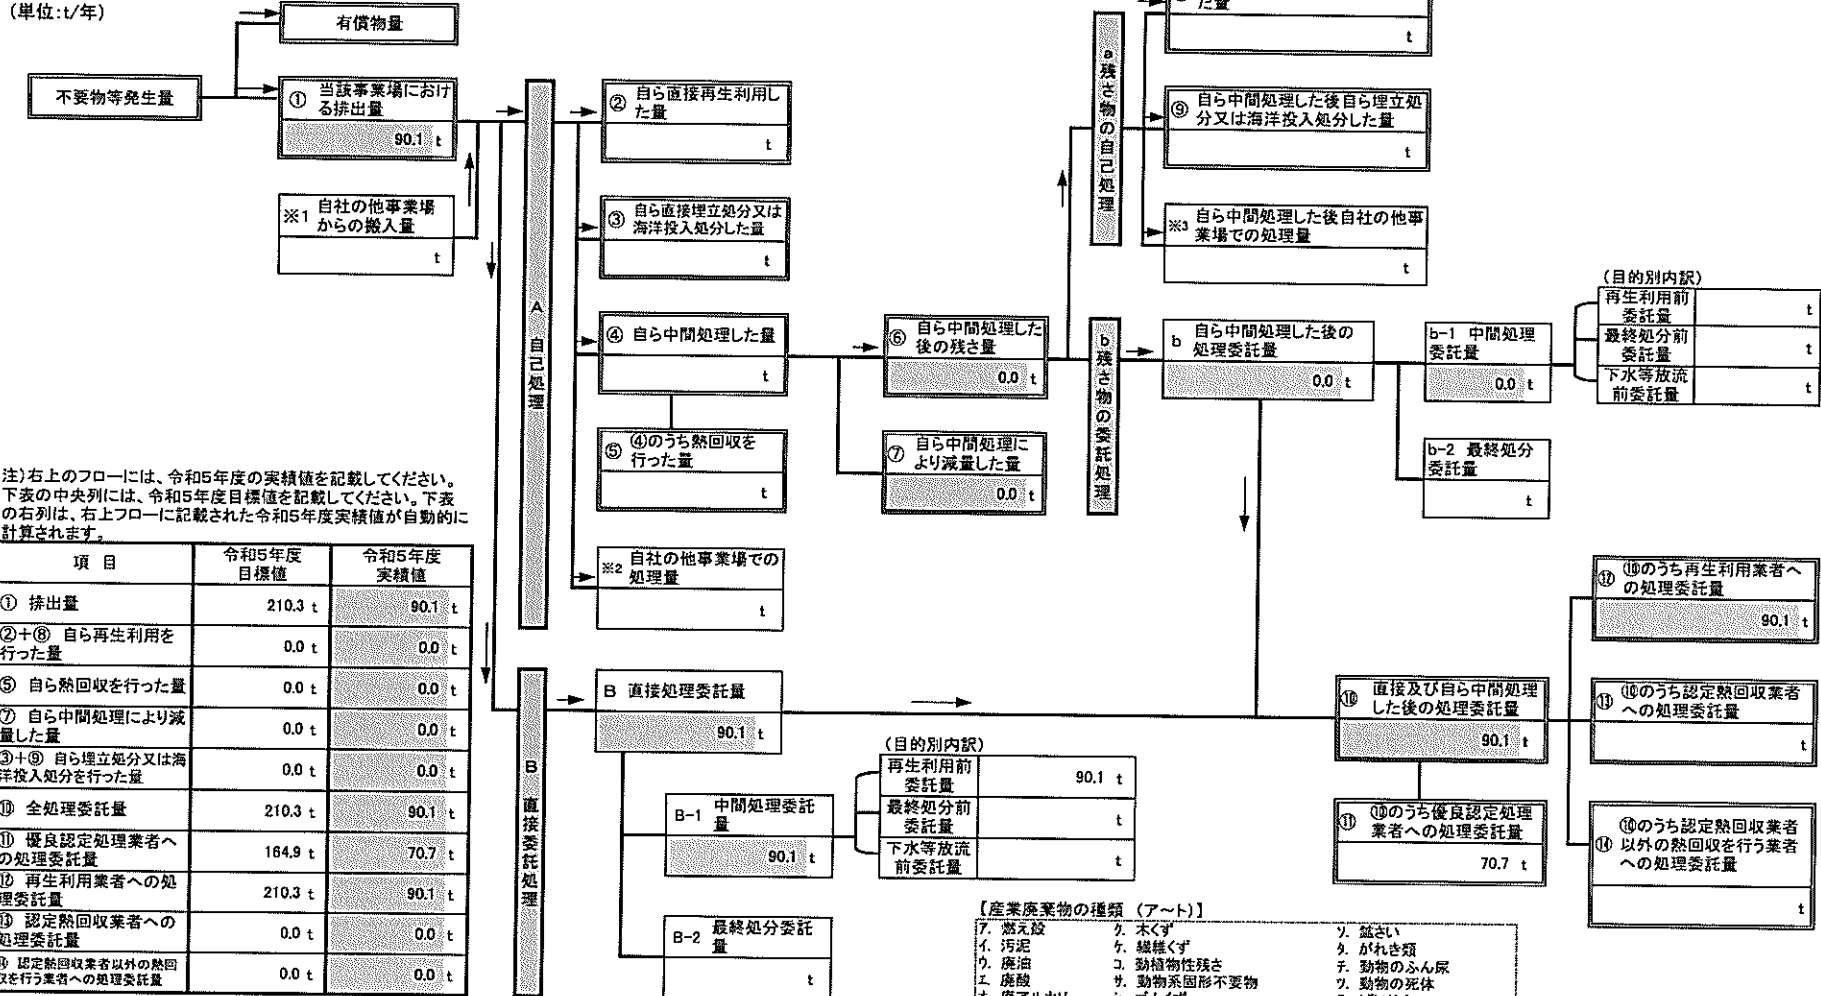 (単位:t/年)
有償物量
不要物等発生量
① 当該事業場におけ
る排出量
90.1 t
※1 自社の他事業場
からの搬入量
t
A 自己処理
② 自ら直接再生利用し
た量
t
③ 自ら直接埋立処分又は
海洋投入処分した量
t
④ 自ら中間処理した量
t
⑤ ④のうち熱回収を
行った量
t
※2 自社の他事業場での
処理量
t
⑥ 自ら中間処理した
後の残さ量
0.0 t
⑦ 自ら中間処理に
より減量した量
0.0 t
a 残さ物の自己処理
た量
t
⑨ 自ら中間処理した後自ら埋立処
分又は海洋投入処分した量
t
※3 自ら中間処理した後自社の他事
業場での処理量
t
b 残さ物の委託処理
b 自ら中間処理した後の
処理委託量
0.0 t
b-1 中間処理
委託量
0.0 t
(目的別内訳)
再生利用前
委託量
t
最終処分前
委託量
t
下水等放流
前委託量
t
b-2 最終処分
委託量
t
注)右上のフローには、令和5年度の実績値を記載してください。
下表の中央列には、令和5年度目標値を記載してください。下表
の右列は、右上フローに記載された令和5年度実績値が自動的に
計算されます。
項 目
令和5年度
目標値
令和5年度
実績値
① 排出量
210.3 t
90.1 t
②+⑧ 自ら再生利用を
行った量
0.0 t
0.0 t
⑤ 自ら熱回収を行った量
0.0 t
0.0 t
⑦ 自ら中間処理により減
量した量
0.0 t
0.0 t
③+⑨ 自ら埋立処分又は海
洋投入処分を行った量
0.0 t
0.0 t
⑩ 全処理委託量
210.3 t
90.1 t
⑪ 優良認定処理業者へ
の処理委託量
164.9 t
70.7 t
⑫ 再生利用業者への処
理委託量
210.3 t
90.1 t
⑬ 認定熱回収業者への
処理委託量
0.0 t
0.0 t
⑭ 認定熱回収業者以外の熱回
収を行う業者への処理委託量
0.0 t
0.0 t
B 直接委託処理
B 直接処理委託量
90.1 t
B-1 中間処理委託
量
90.1 t
(目的別内訳)
再生利用前
委託量
90.1 t
最終処分前
委託量
t
下水等放流
前委託量
t
B-2 最終処分委託
量
t
⑩ 直接及び自ら中間処理
した後の処理委託量
90.1 t
⑪ ⑩のうち優良認定処理
業者への処理委託量
70.7 t
⑫ ⑩のうち再生利用業者へ
の処理委託量
90.1 t
⑬ ⑩のうち認定熱回収業者
への処理委託量
t
⑭ ⑩のうち認定熱回収業者
以外の熱回収を行う業者
への処理委託量
t
【産業廃棄物の種類 (ア~ト)】
ア. 燃え殻
イ. 汚泥
ウ. 廃油
エ. 廃酸
ク. 木くず
ケ. 繊維くず
コ. 動植物性残さ
サ. 動物系固形不要物
ソ. 鉱さい
タ. がれき類
チ. 動物のふん尿
ツ. 動物の死体